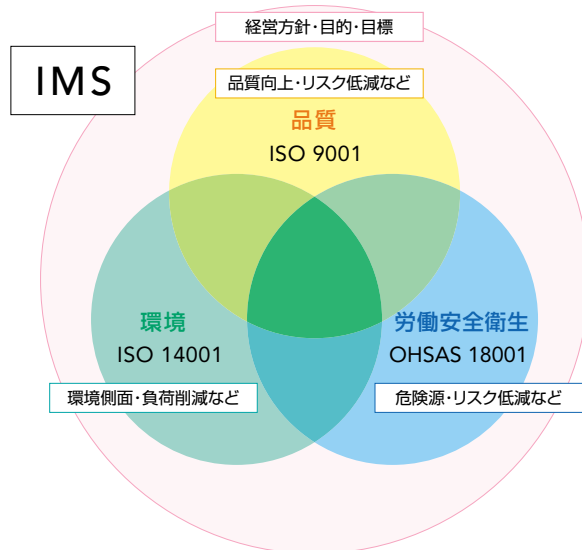 経営方針・目的・目標
IMS
品質向上・リスク低減など
品質
ISO 9001
環境
ISO 14001
環境側面・負荷削減など
労働安全衛生
OHSAS 18001
危険源・リスク低減など